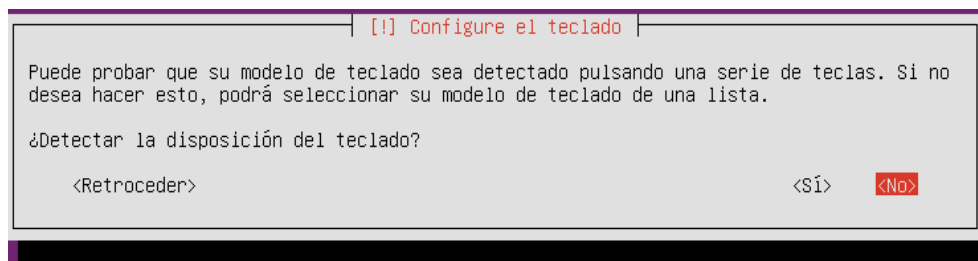 [!] Configure el teclado
Puede probar que su modelo de teclado sea detectado pulsando una serie de teclas. Si no
desea hacer esto, podrá seleccionar su modelo de teclado de una lista.
¿Detectar la disposición del teclado?
<Retroceder> <Sí> <No>